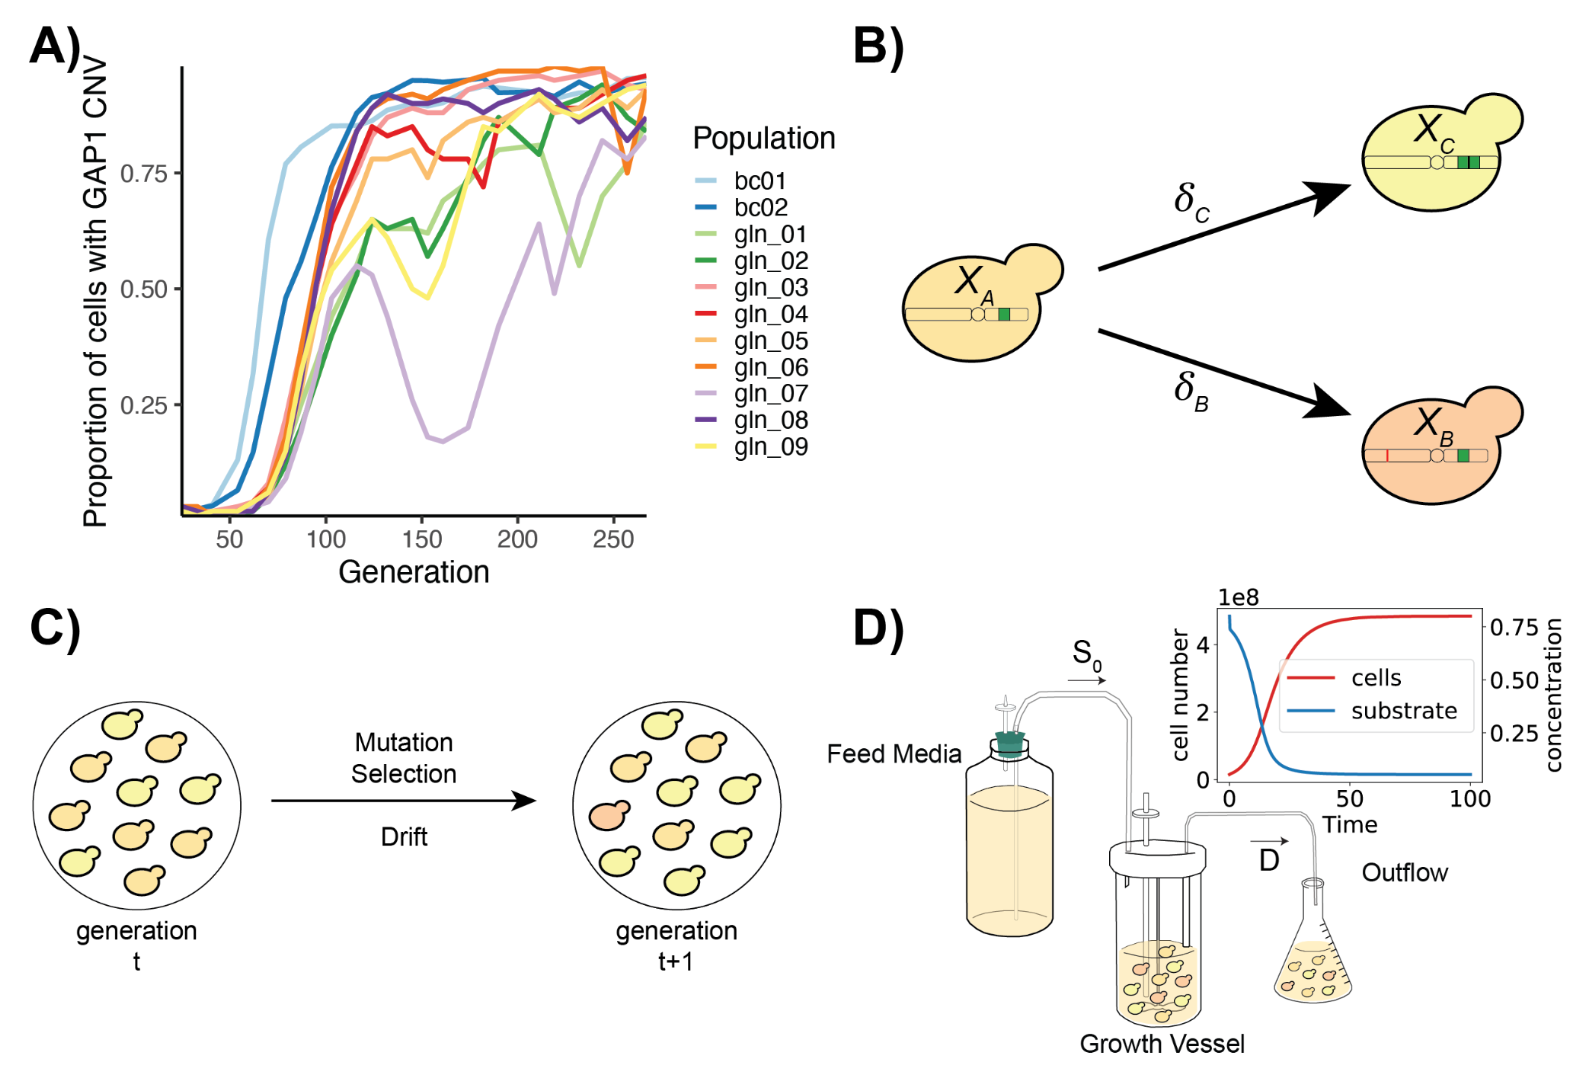 A)
Proportion of cells with GAP1 CNV
0.75
0.50
0.25
50 100 150 200 250
Generation
Population
bc01
bc02
gln_01
gln_02
gln_03
gln_04
gln_05
gln_06
gln_07
gln_08
gln_09
B)
X_A
δ_C
δ_B
X_C
X_B
C)
generation
t
Mutation
Selection
Drift
generation
t+1
D)
Feed Media
S_0
1e8
cell number
4
2
0
0 50 100
Time
0.75
0.50
0.25
concentration
cells
substrate
D
Outflow
Growth Vessel